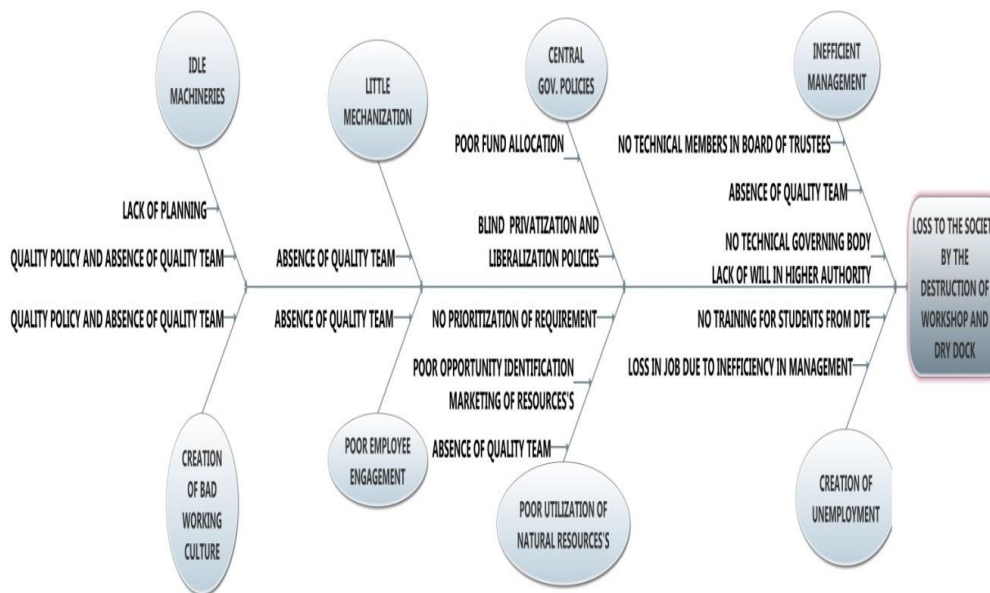 IDLE
MACHINERIES
LITTLE
MECHANIZATION
CENTRAL
GOV. POLICIES
INEFFICIENT
MANAGEMENT
LACK OF PLANNING
QUALITY POLICY AND ABSENCE OF QUALITY TEAM
ABSENCE OF QUALITY TEAM
POOR FUND ALLOCATION
BLIND PRIVATIZATION AND
LIBERALIZATION POLICIES
NO TECHNICAL MEMBERS IN BOARD OF TRUSTEES
ABSENCE OF QUALITY TEAM
NO TECHNICAL GOVERNING BODY
LACK OF WILL IN HIGHER AUTHORITY
LOSS TO THE SOCIET
BY THE
DESTRUCTION OF
WORKSHOP AND
DRY DOCK
QUALITY POLICY AND ABSENCE OF QUALITY TEAM
ABSENCE OF QUALITY TEAM
NO PRIORITIZATION OF REQUIREMENT
POOR OPPORTUNITY IDENTIFICATION
MARKETING OF RESOURCES'S
ABSENCE OF QUALITY TEAM
NO TRAINING FOR STUDENTS FROM DTE
LOSS IN JOB DUE TO INEFFICIENCY IN MANAGEMENT
CREATION
OF BAD
WORKING
CULTURE
POOR EMPLOYEE
ENGAGEMENT
POOR UTILIZATION OF
NATURAL RESOURCES'S
CREATION OF
UNEMPLOYMENT